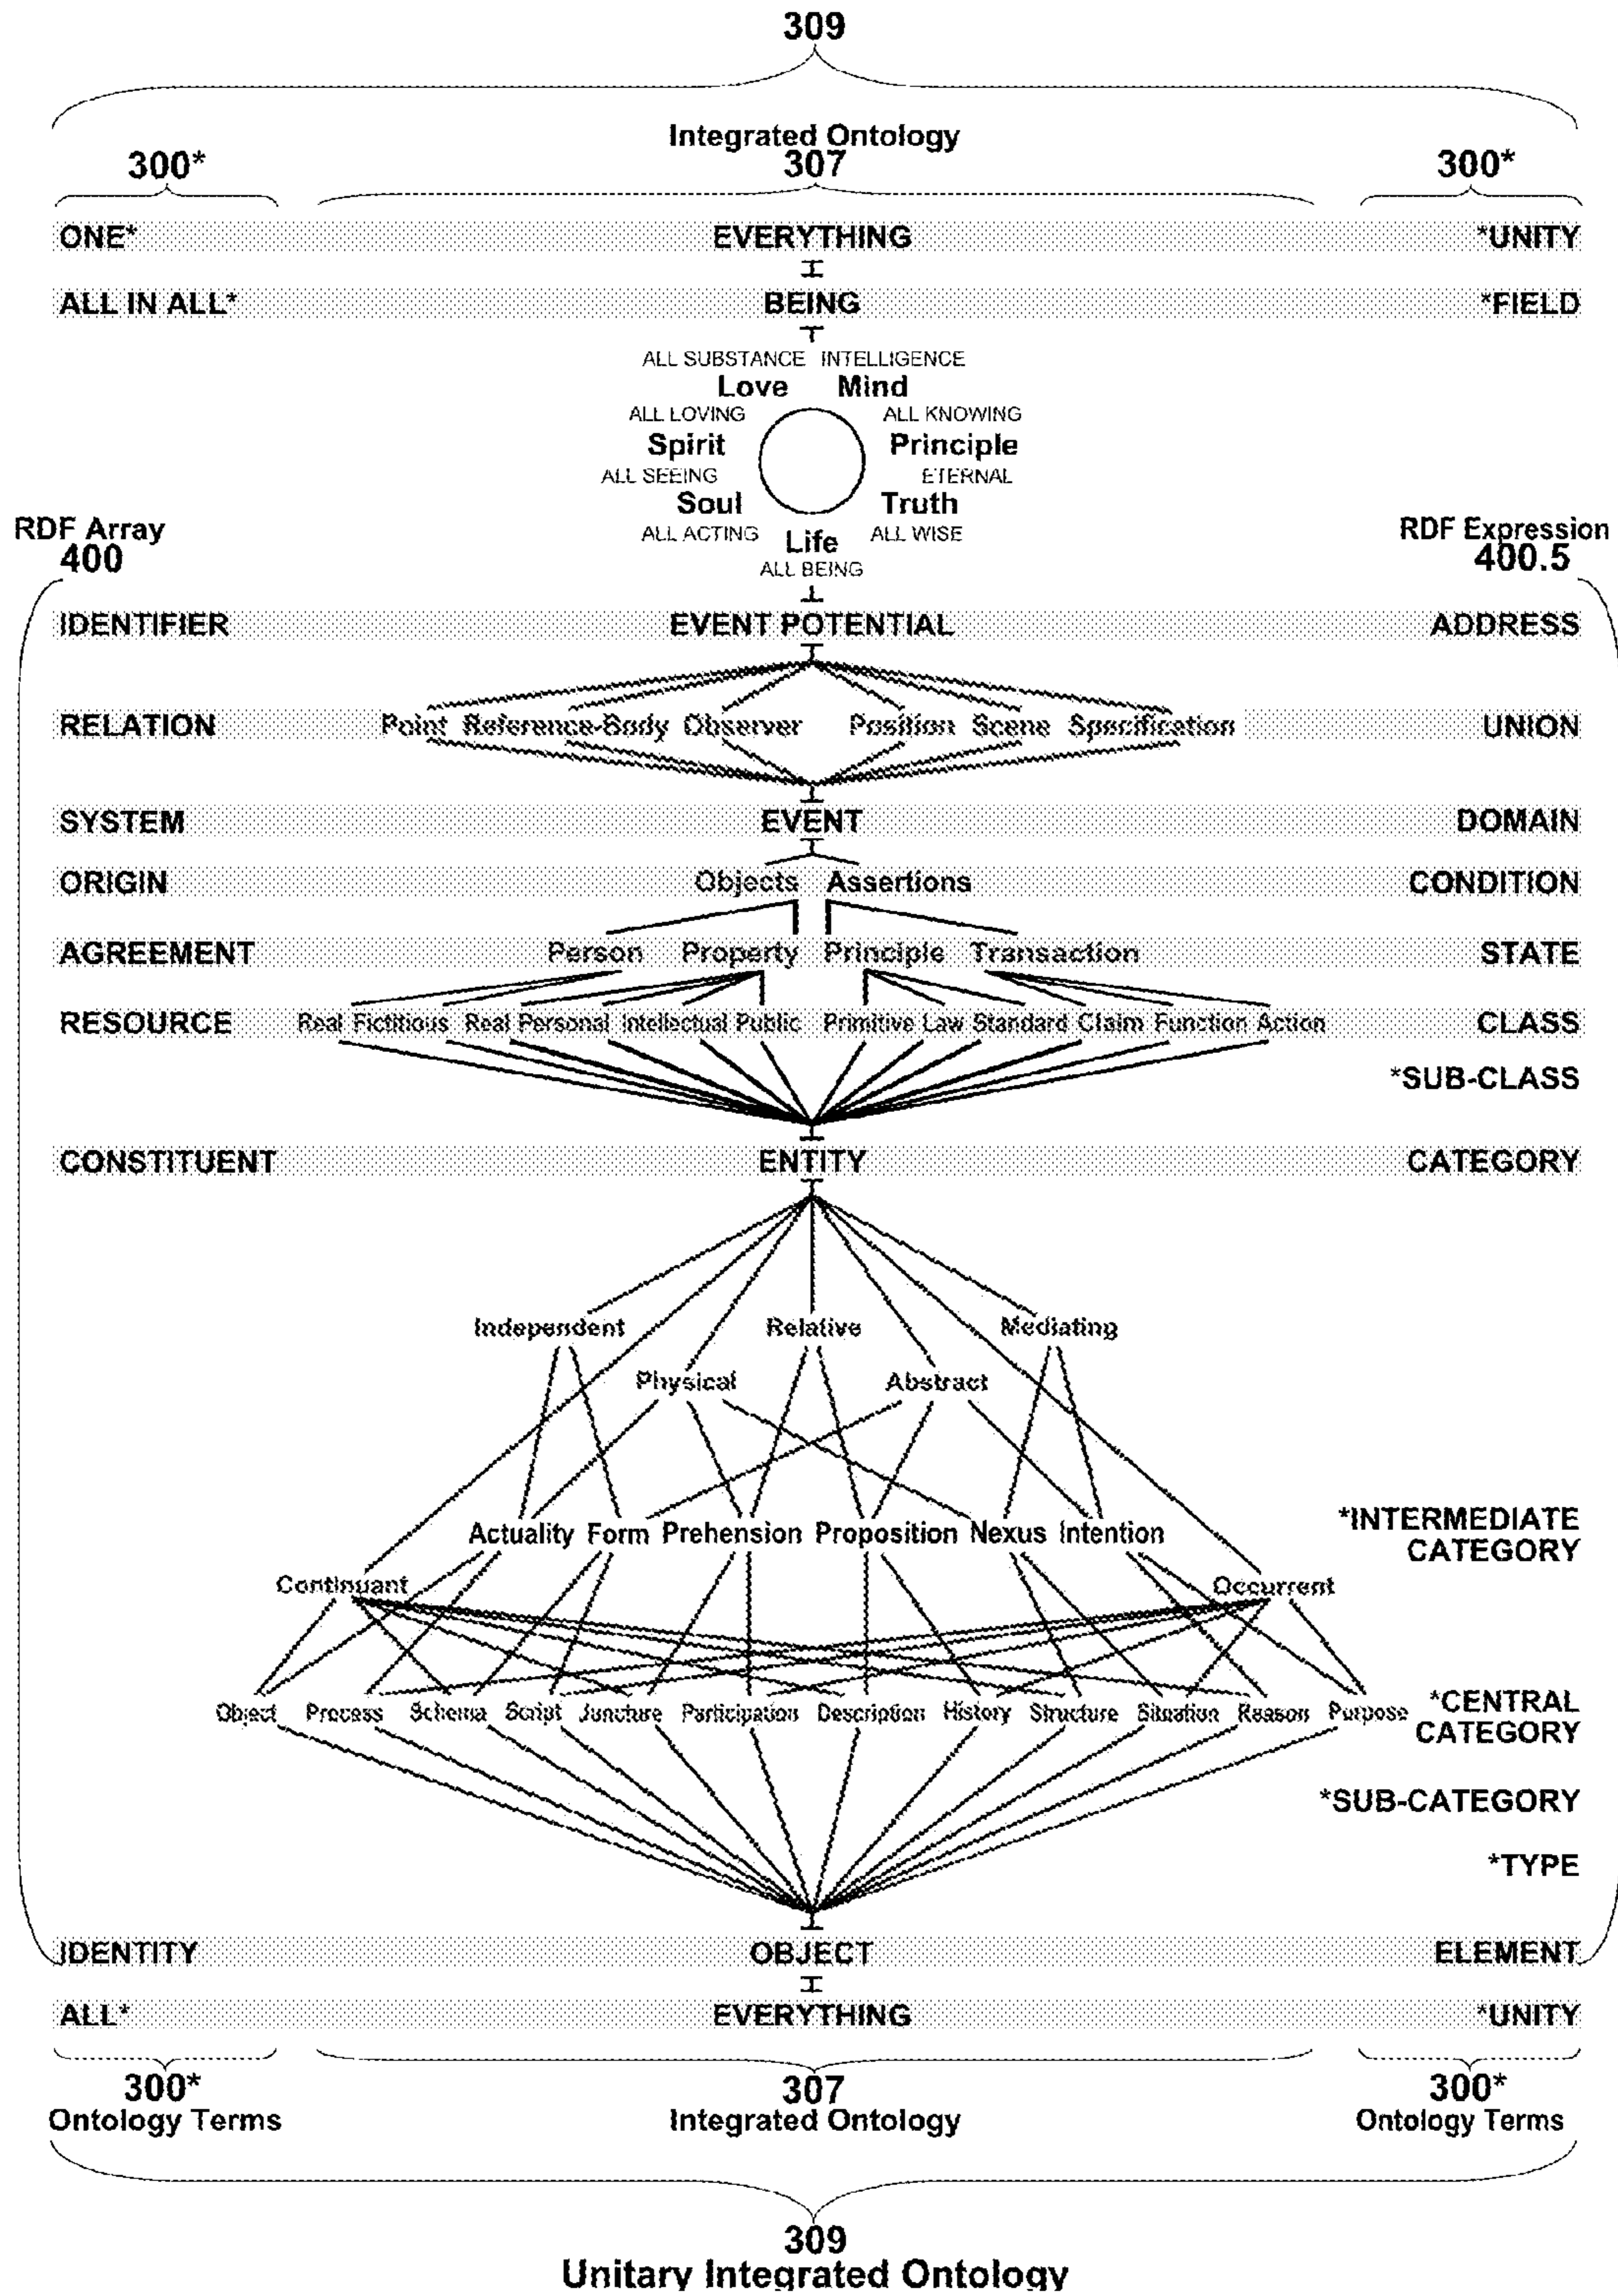 309
Integrated Ontology
300* 307 300*
ONE* EVERYTHING *UNITY
ALL IN ALL* BEING *FIELD
ALL SUBSTANCE INTELLIGENCE
Love Mind
ALL LOVING ALL KNOWING
Spirit Principle
ALL SEEING ETERNAL
Soul Truth
ALL ACTING Life ALL WISE
ALL BEING
RDF Array RDF Expression
400 400.5
IDENTIFIER EVENT POTENTIAL ADDRESS
RELATION Point Reference-Body Observer Position Scene Specification UNION
SYSTEM EVENT DOMAIN
ORIGIN Objects Assertions CONDITION
AGREEMENT Person Property Principle Transaction STATE
RESOURCE Real Fictitious Real Personal Intellectual Public Primitive Law Standard Claim Function Action CLASS
*SUB-CLASS
CONSTITUENT ENTITY CATEGORY
Independent Relative Mediating
Physical Abstract
Actuality Form Prehension Proposition Nexus Intention
*INTERMEDIATE
CATEGORY
Continuant Occurrent
Object Process Schema Script Juncture Participation Description History Structure Situation Reason Purpose
*CENTRAL
CATEGORY
*SUB-CATEGORY
*TYPE
IDENTITY OBJECT ELEMENT
ALL* EVERYTHING *UNITY
300* 307 300*
Ontology Terms Integrated Ontology Ontology Terms
309
Unitary Integrated Ontology